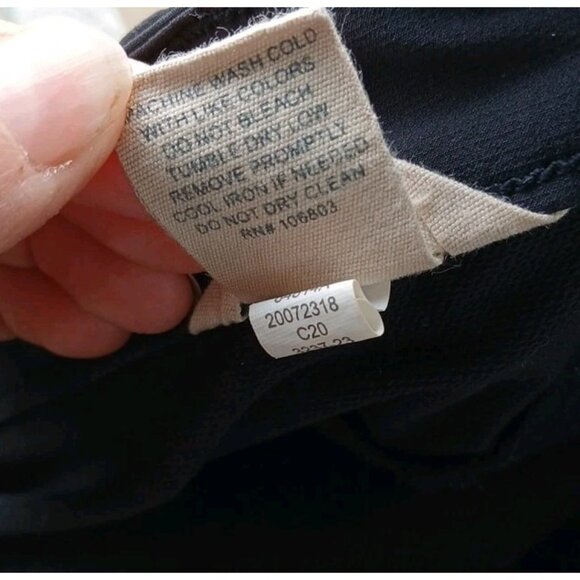 MACHINE WASH COLD
WITH LIKE COLORS
DO NOT BLEACH
TUMBLE DRY LOW
REMOVE PROMPTLY
COOL IRON IF NEEDED
DO NOT DRY CLEAN
RN# 106803
20072318
C20